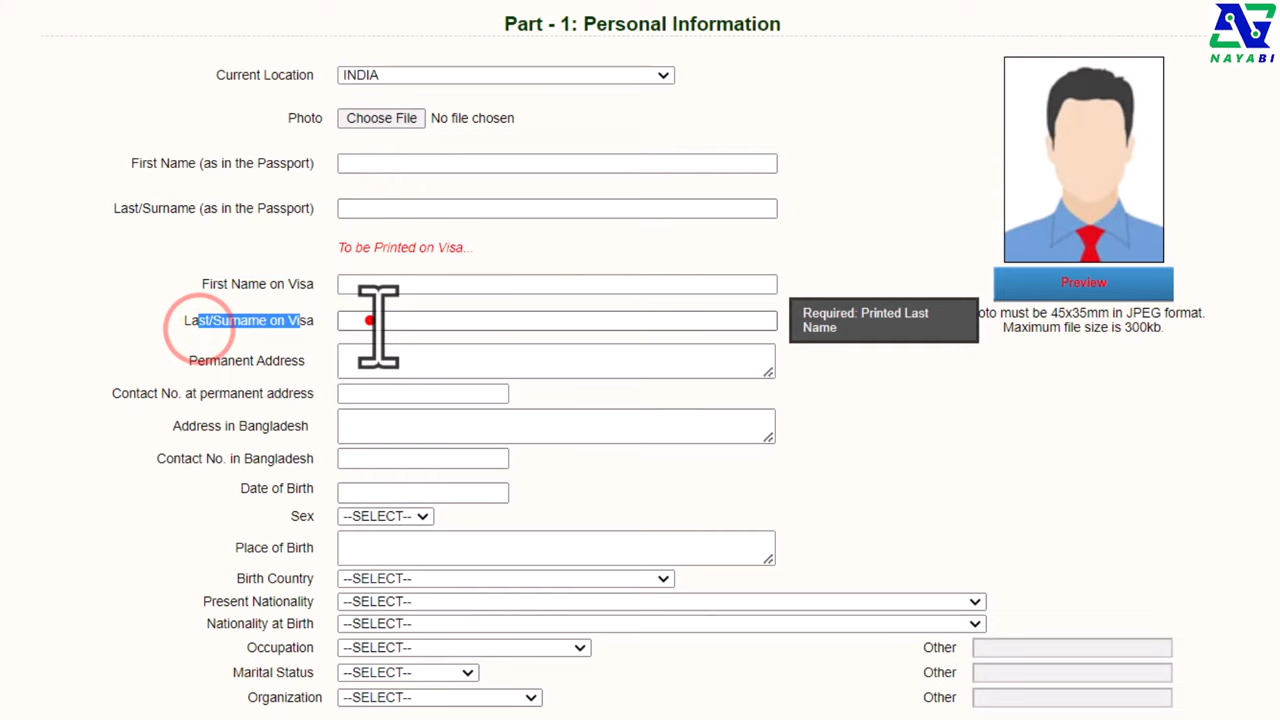 Part - 1: Personal Information
NAYABI
Current Location INDIA
Photo Choose File No file chosen
First Name (as in the Passport)
Last/Surname (as in the Passport)
To be Printed on Visa...
First Name on Visa
Preview
Last/Surname on Visa
Required: Printed Last
Name
oto must be 45x35mm in JPEG format.
Maximum file size is 300kb.
Permanent Address
Contact No. at permanent address
Address in Bangladesh
Contact No. in Bangladesh
Date of Birth
Sex --SELECT--
Place of Birth
Birth Country --SELECT--
Present Nationality --SELECT--
Nationality at Birth --SELECT--
Occupation --SELECT-- Other
Marital Status --SELECT-- Other
Organization --SELECT-- Other